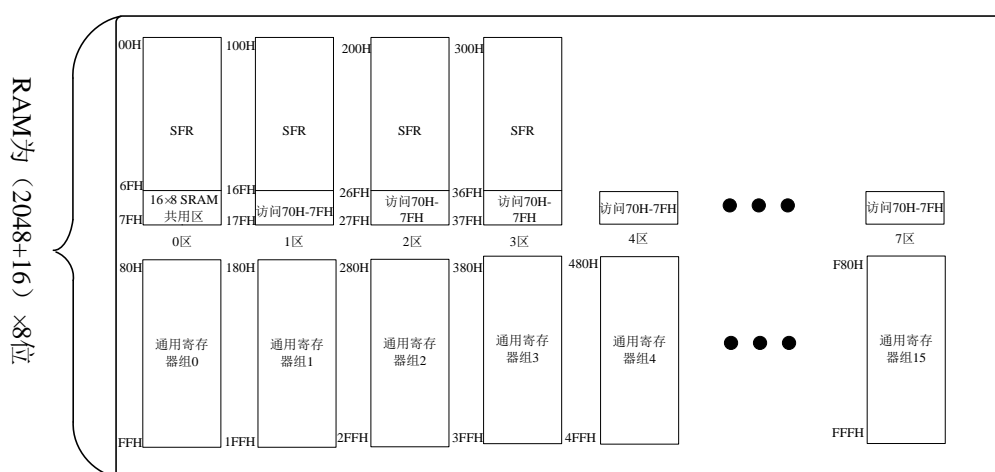 RAM为（2048+16）×8位
00H
100H
200H
300H
SFR
SFR
SFR
SFR
6FH
16FH
26FH
36FH
16×8 SRAM
共用区
访问70H-7FH
访问70H-
7FH
访问70H-
7FH
访问70H-7FH
访问70H-7FH
7FH
17FH
27FH
37FH
0区
1区
2区
3区
4区
7区
80H
180H
280H
380H
480H
F80H
通用寄存
器组0
通用寄存
器组1
通用寄存
器组2
通用寄存
器组3
通用寄存
器组4
通用寄存
器组15
FFH
1FFH
2FFH
3FFH
4FFH
FFFH